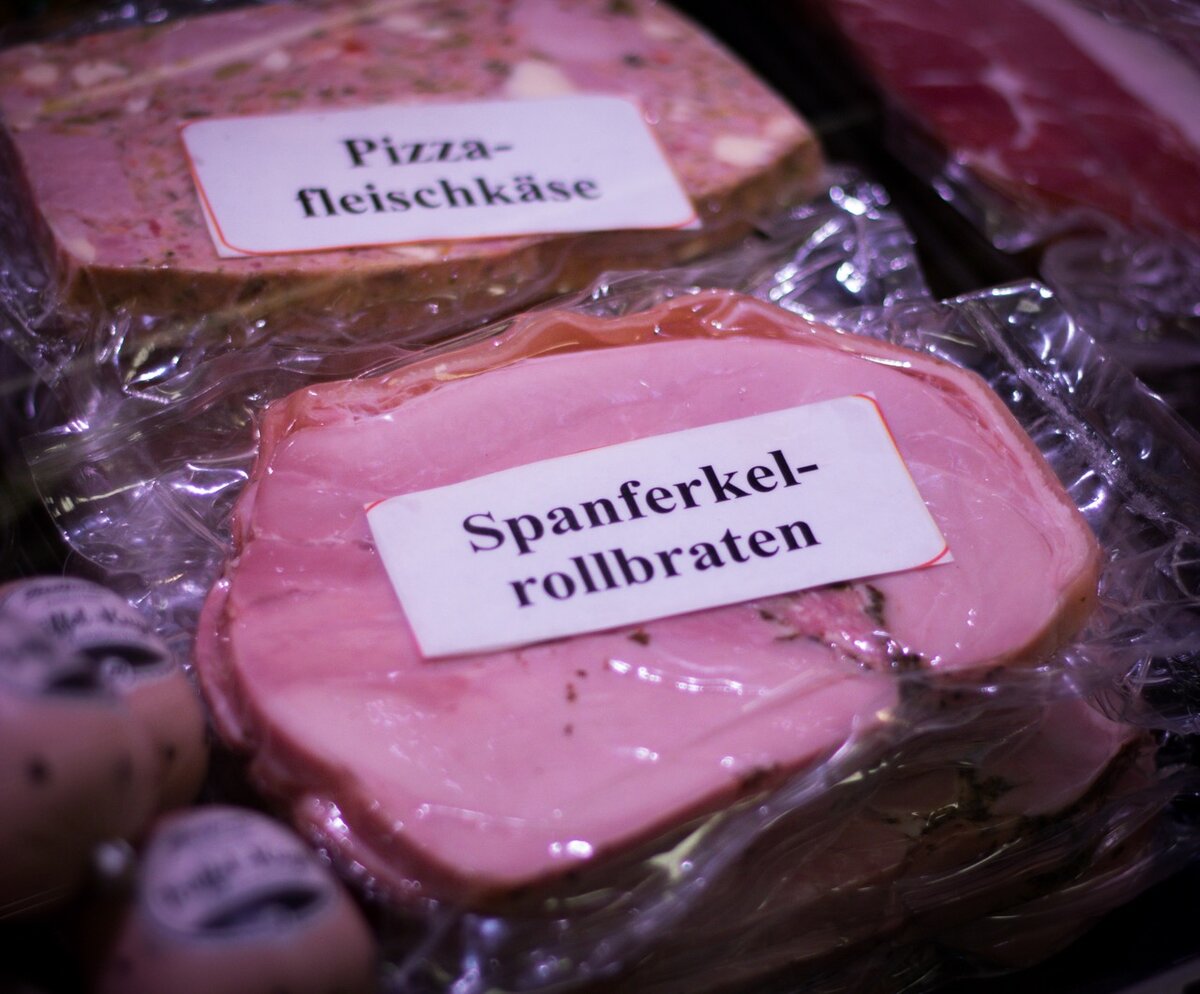 Pizza-
fleischkäse
Spanferkel-
rollbraten